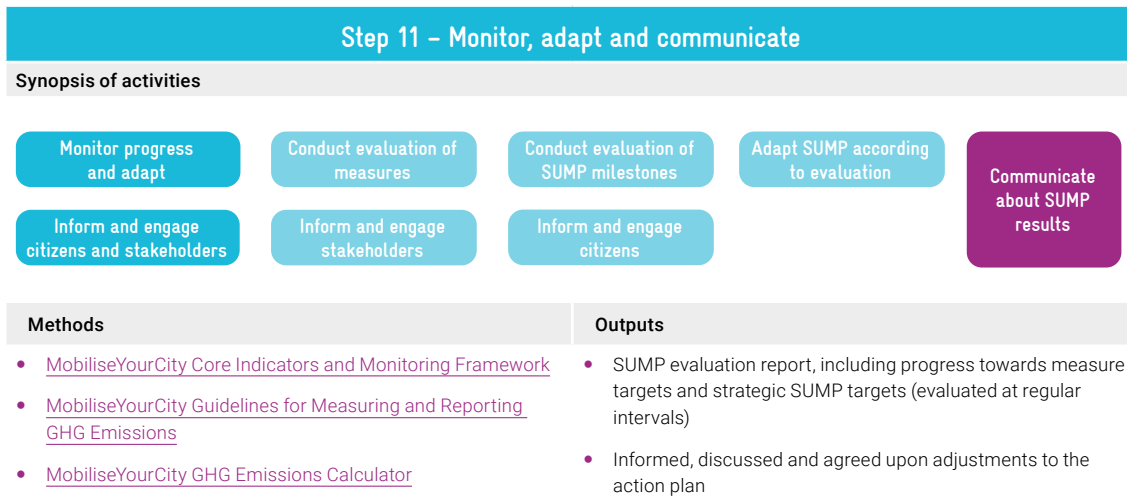 Step 11 – Monitor, adapt and communicate
Synopsis of activities
Monitor progress
and adapt
Conduct evaluation of
measures
Conduct evaluation of
SUMP milestones
Adapt SUMP according
to evaluation
Communicate
about SUMP
results
Inform and engage
citizens and stakeholders
Inform and engage
stakeholders
Inform and engage
citizens
Methods
• MobiliseYourCity Core Indicators and Monitoring Framework
• MobiliseYourCity Guidelines for Measuring and Reporting
GHG Emissions
• MobiliseYourCity GHG Emissions Calculator
Outputs
• SUMP evaluation report, including progress towards measure
targets and strategic SUMP targets (evaluated at regular
intervals)
• Informed, discussed and agreed upon adjustments to the
action plan